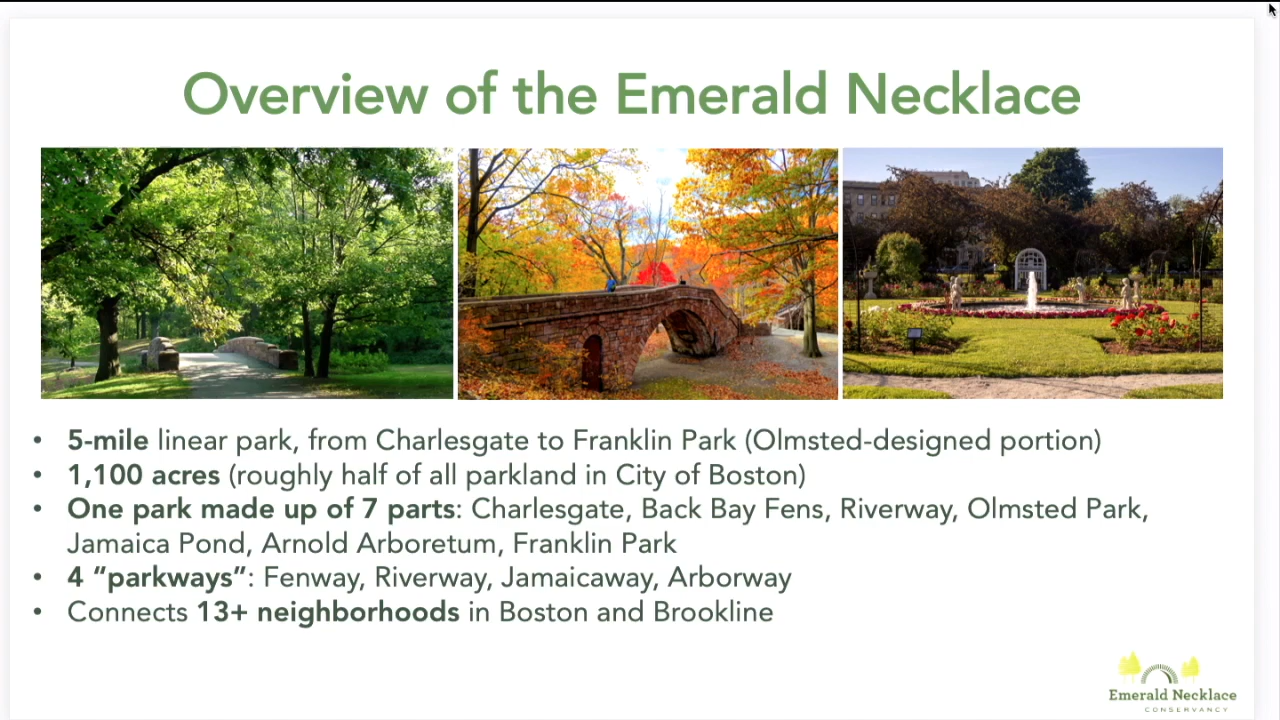 Overview of the Emerald Necklace
• 5-mile linear park, from Charlesgate to Franklin Park (Olmsted-designed portion)
• 1,100 acres (roughly half of all parkland in City of Boston)
• One park made up of 7 parts: Charlesgate, Back Bay Fens, Riverway, Olmsted Park,
Jamaica Pond, Arnold Arboretum, Franklin Park
• 4 “parkways”: Fenway, Riverway, Jamaicaway, Arborway
• Connects 13+ neighborhoods in Boston and Brookline
Emerald Necklace
CONSERVANCY